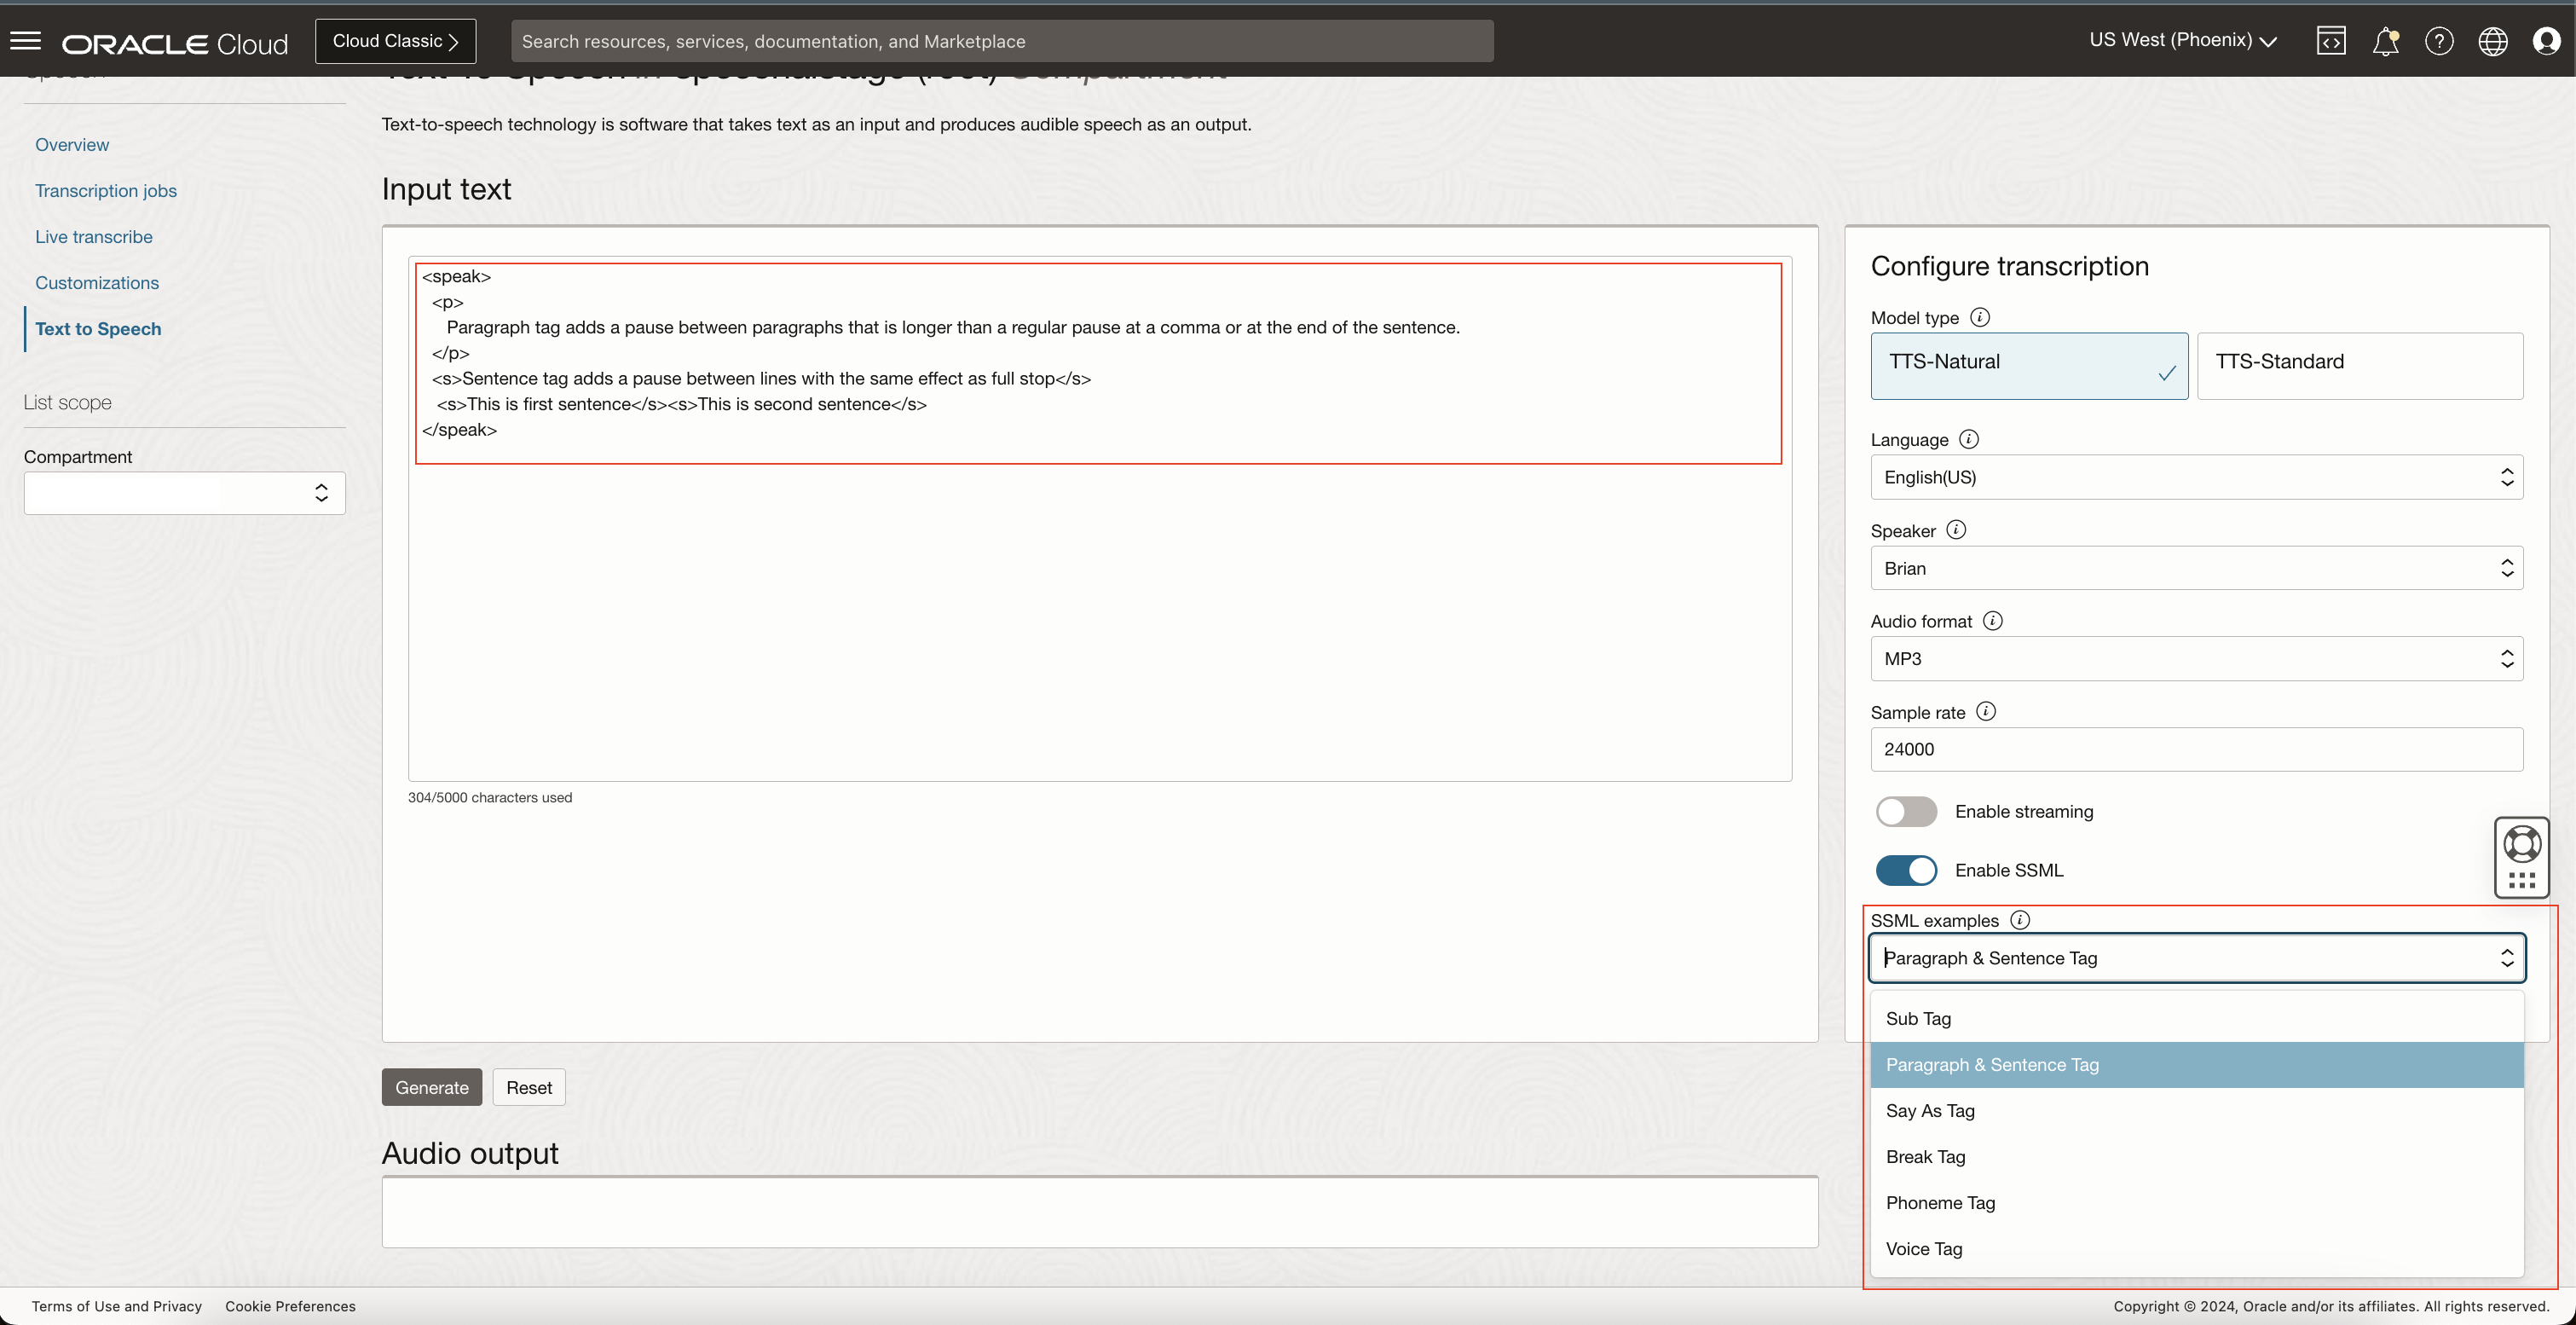 ORACLE Cloud
Cloud Classic
Search resources, services, documentation, and Marketplace
US West (Phoenix)
Text-to-speech technology is software that takes text as an input and produces audible speech as an output.
Overview
Transcription jobs
Live transcribe
Customizations
Text to Speech
List scope
Compartment
Input text
<speak>
<p>
Paragraph tag adds a pause between paragraphs that is longer than a regular pause at a comma or at the end of the sentence.
</p>
<s>Sentence tag adds a pause between lines with the same effect as full stop</s>
<s>This is first sentence</s><s>This is second sentence</s>
</speak>
304/5000 characters used
Generate
Reset
Audio output
Configure transcription
Model type
TTS-Natural
TTS-Standard
Language
English(US)
Speaker
Brian
Audio format
MP3
Sample rate
24000
Enable streaming
Enable SSML
SSML examples
Paragraph & Sentence Tag
Sub Tag
Paragraph & Sentence Tag
Say As Tag
Break Tag
Phoneme Tag
Voice Tag
Terms of Use and Privacy
Cookie Preferences
Copyright © 2024, Oracle and/or its affiliates. All rights reserved.